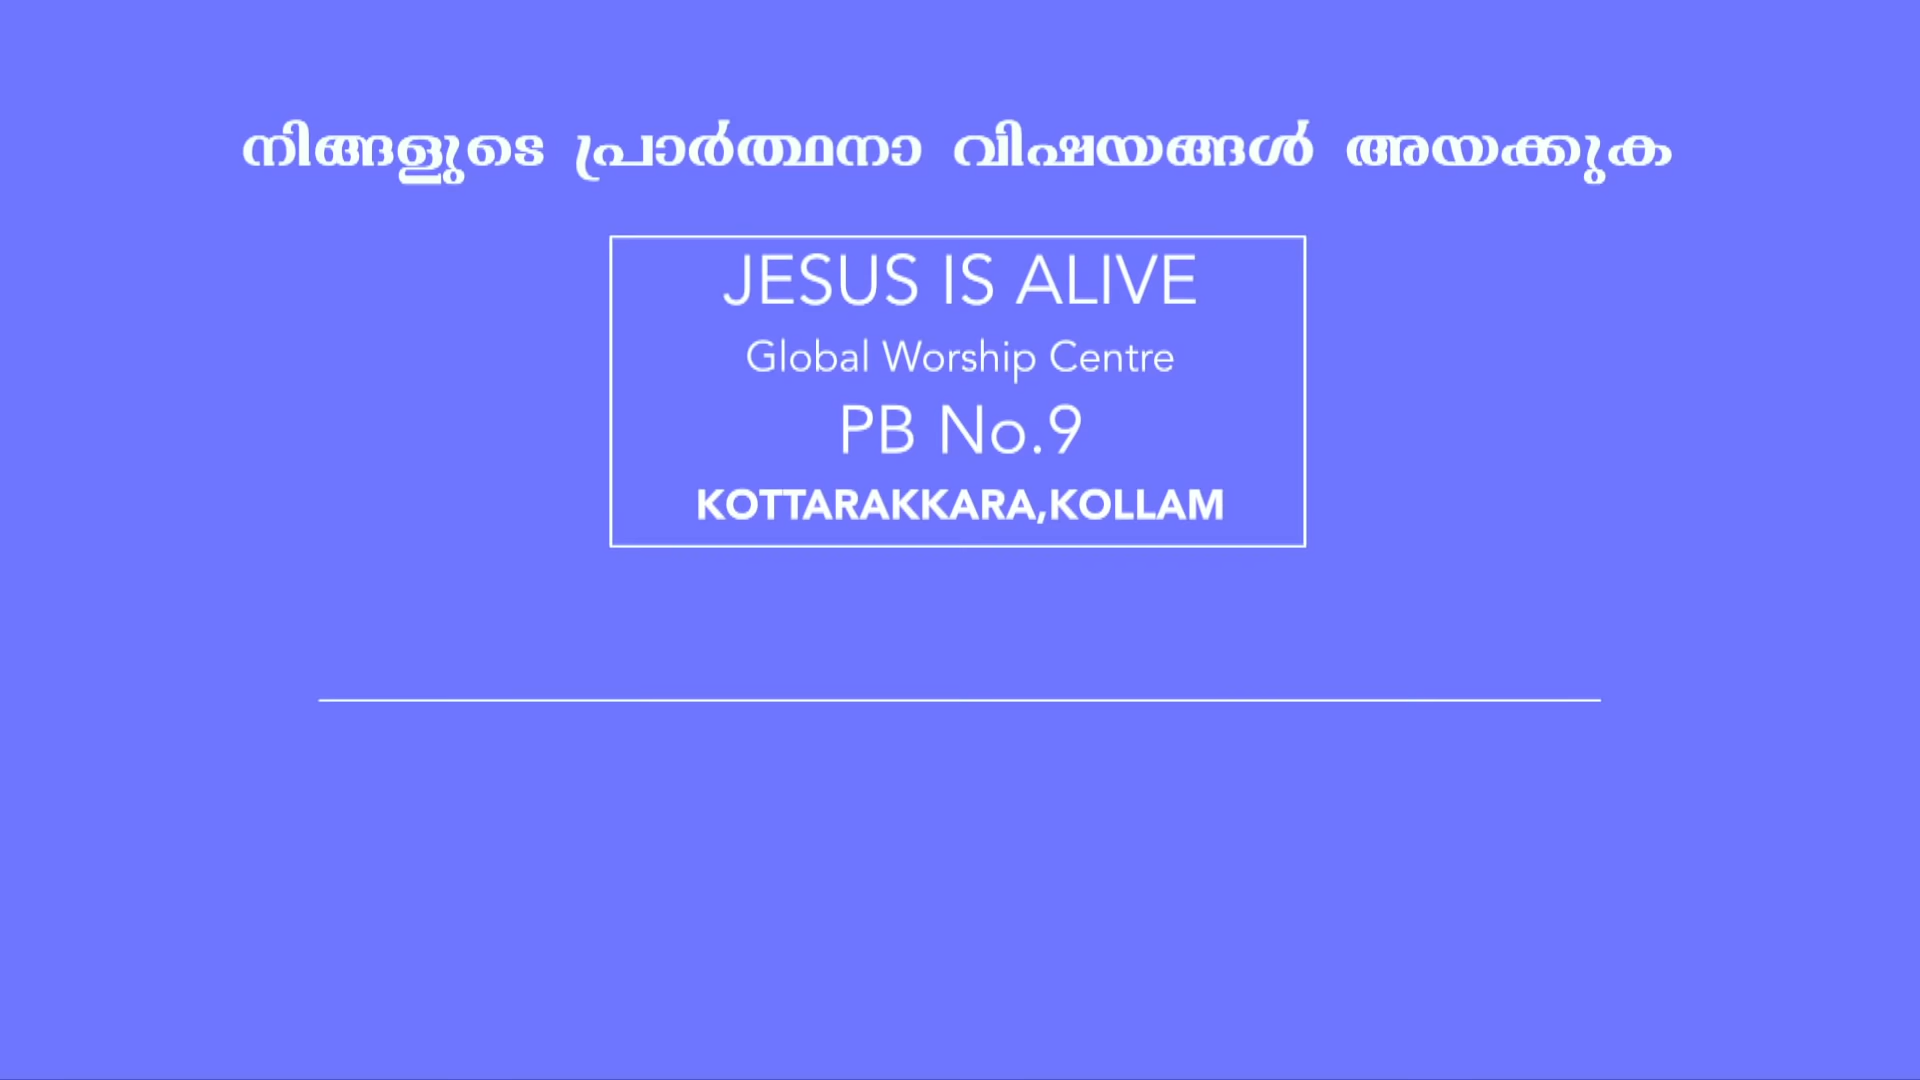 നിങ്ങളുടെ പ്രാർത്ഥനാ വിഷയങ്ങൾ അയക്കുക
JESUS IS ALIVE
Global Worship Centre
PB No.9
KOTTARAKKARA,KOLLAM